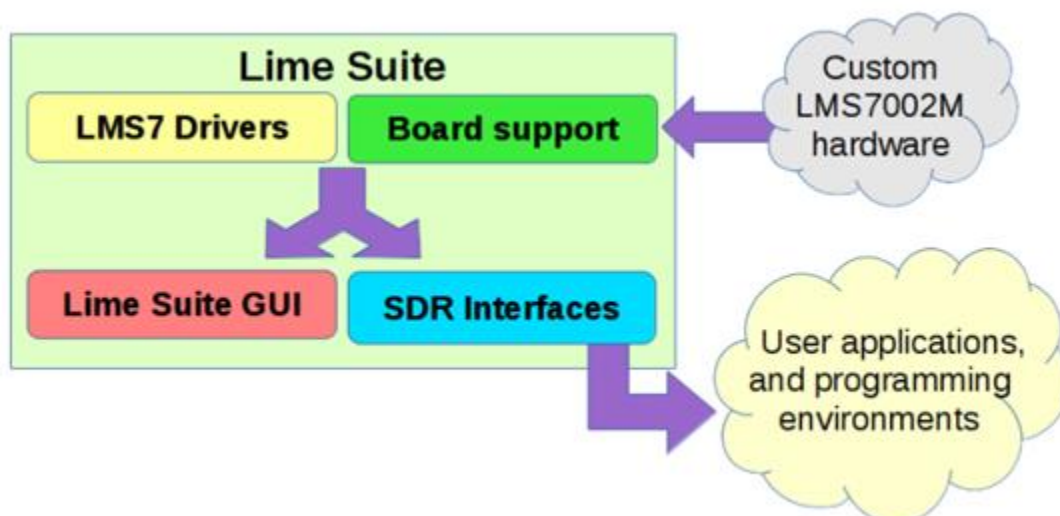 Lime Suite
LMS7 Drivers
Board support
Custom
LMS7002M
hardware
Lime Suite GUI
SDR Interfaces
User applications,
and programming
environments